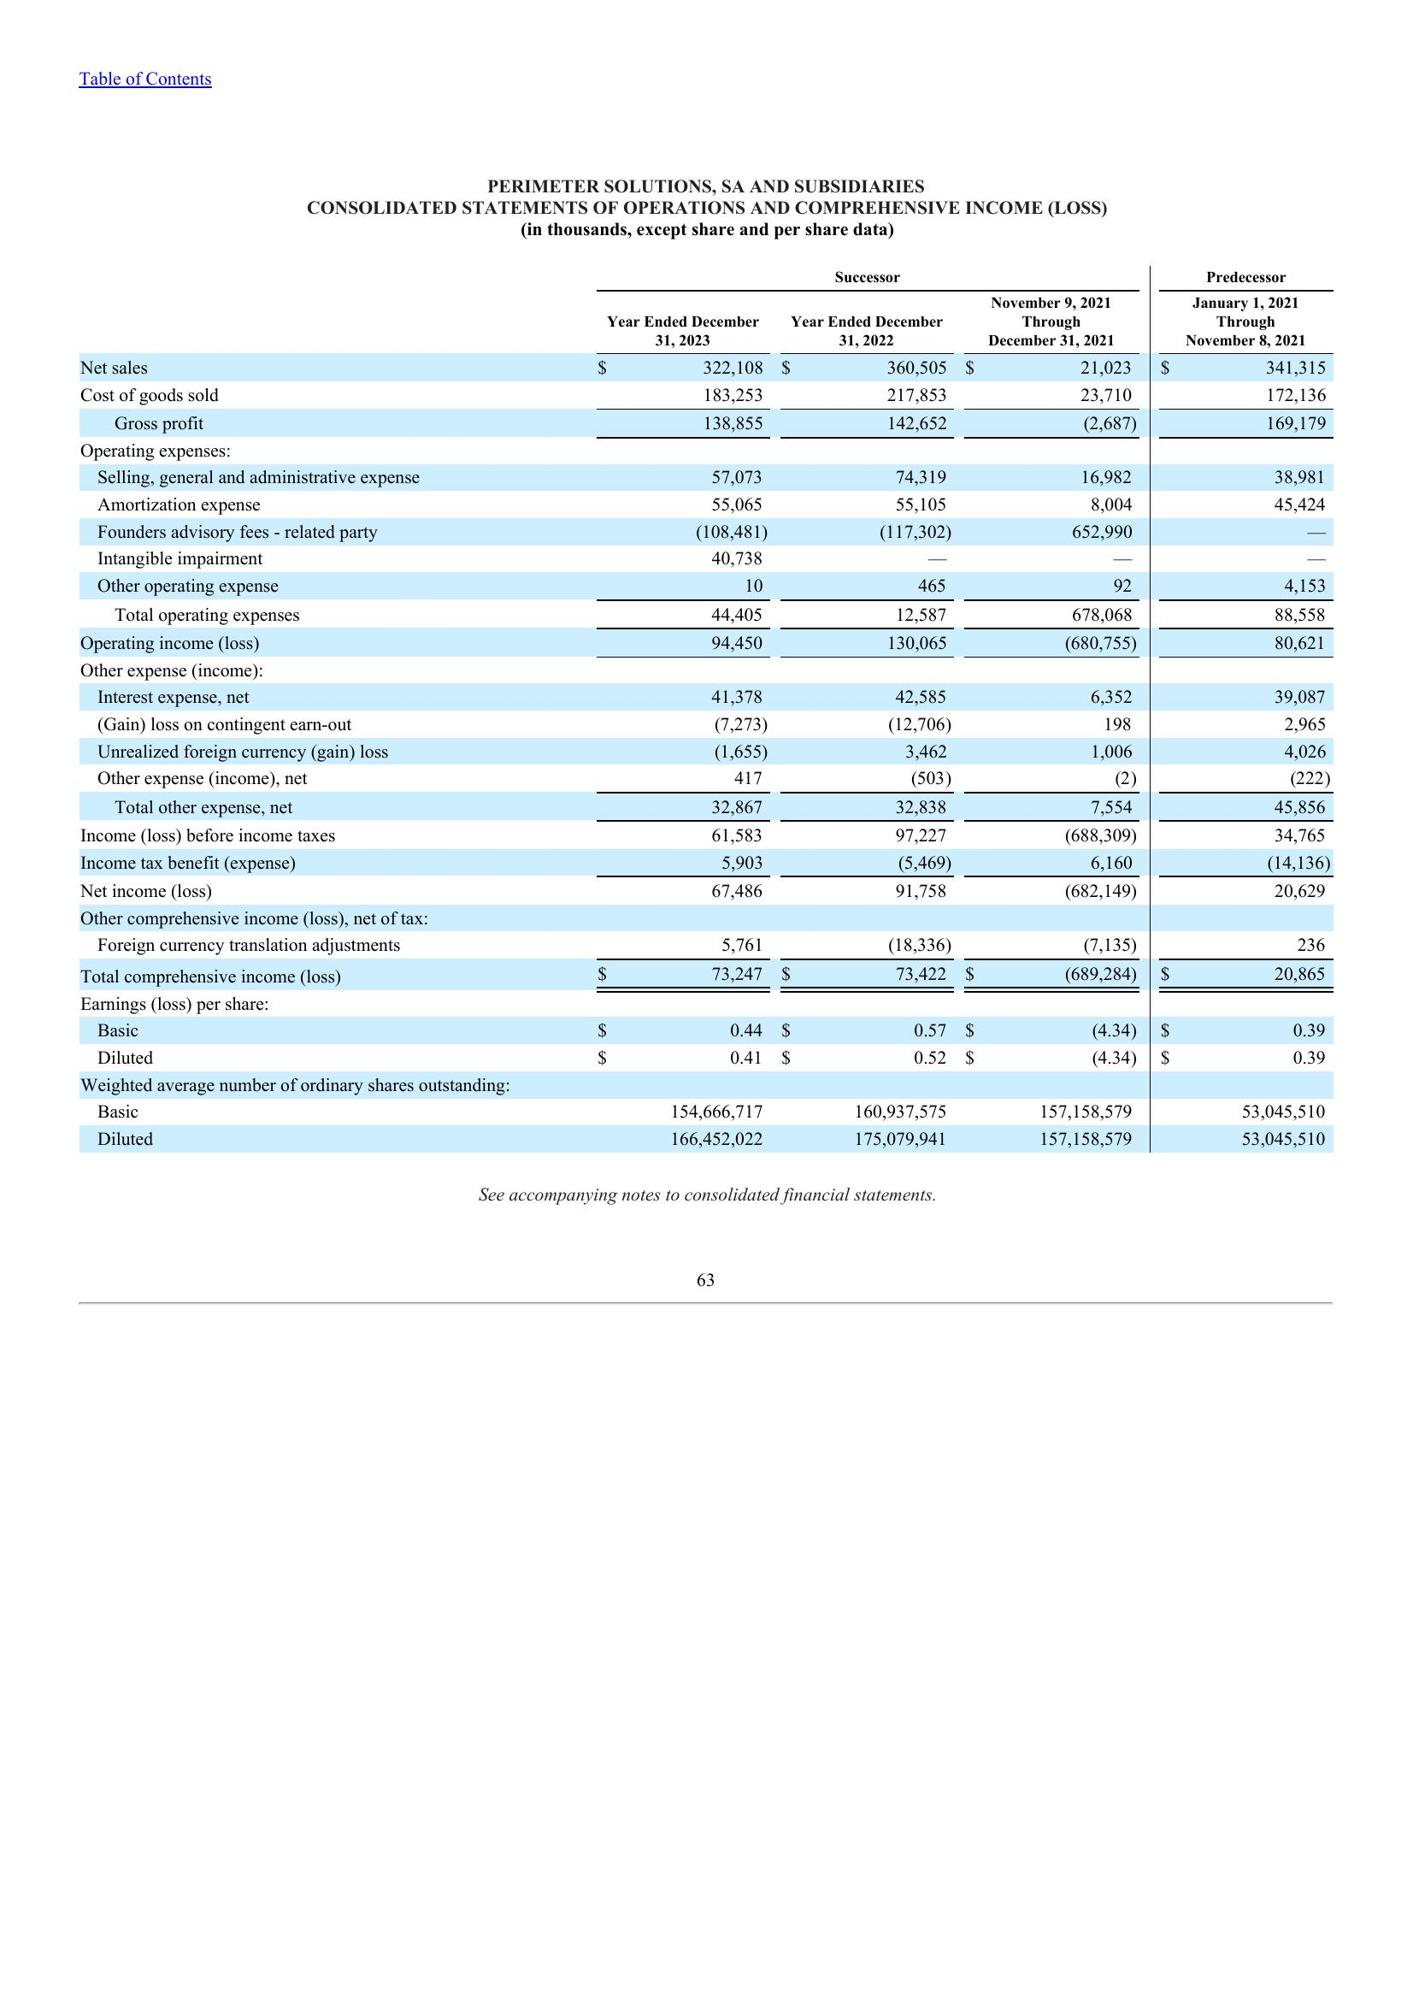 Table of Contents
PERIMETER SOLUTIONS, SA AND SUBSIDIARIES
CONSOLIDATED STATEMENTS OF OPERATIONS AND COMPREHENSIVE INCOME (LOSS)
(in thousands, except share and per share data)
Successor Predecessor
Year Ended December 31, 2023 Year Ended December 31, 2022 November 9, 2021 Through December 31, 2021 January 1, 2021 Through November 8, 2021
Net sales $ 322,108 $ 360,505 $ 21,023 $ 341,315
Cost of goods sold 183,253 217,853 23,710 172,136
Gross profit 138,855 142,652 (2,687) 169,179
Operating expenses:
Selling, general and administrative expense 57,073 74,319 16,982 38,981
Amortization expense 55,065 55,105 8,004 45,424
Founders advisory fees - related party (108,481) (117,302) 652,990 —
Intangible impairment 40,738 — — —
Other operating expense 10 465 92 4,153
Total operating expenses 44,405 12,587 678,068 88,558
Operating income (loss) 94,450 130,065 (680,755) 80,621
Other expense (income):
Interest expense, net 41,378 42,585 6,352 39,087
(Gain) loss on contingent earn-out (7,273) (12,706) 198 2,965
Unrealized foreign currency (gain) loss (1,655) 3,462 1,006 4,026
Other expense (income), net 417 (503) (2) (222)
Total other expense, net 32,867 32,838 7,554 45,856
Income (loss) before income taxes 61,583 97,227 (688,309) 34,765
Income tax benefit (expense) 5,903 (5,469) 6,160 (14,136)
Net income (loss) 67,486 91,758 (682,149) 20,629
Other comprehensive income (loss), net of tax:
Foreign currency translation adjustments 5,761 (18,336) (7,135) 236
Total comprehensive income (loss) $ 73,247 $ 73,422 $ (689,284) $ 20,865
Earnings (loss) per share:
Basic $ 0.44 $ 0.57 $ (4.34) $ 0.39
Diluted $ 0.41 $ 0.52 $ (4.34) $ 0.39
Weighted average number of ordinary shares outstanding:
Basic 154,666,717 160,937,575 157,158,579 53,045,510
Diluted 166,452,022 175,079,941 157,158,579 53,045,510
See accompanying notes to consolidated financial statements.
63